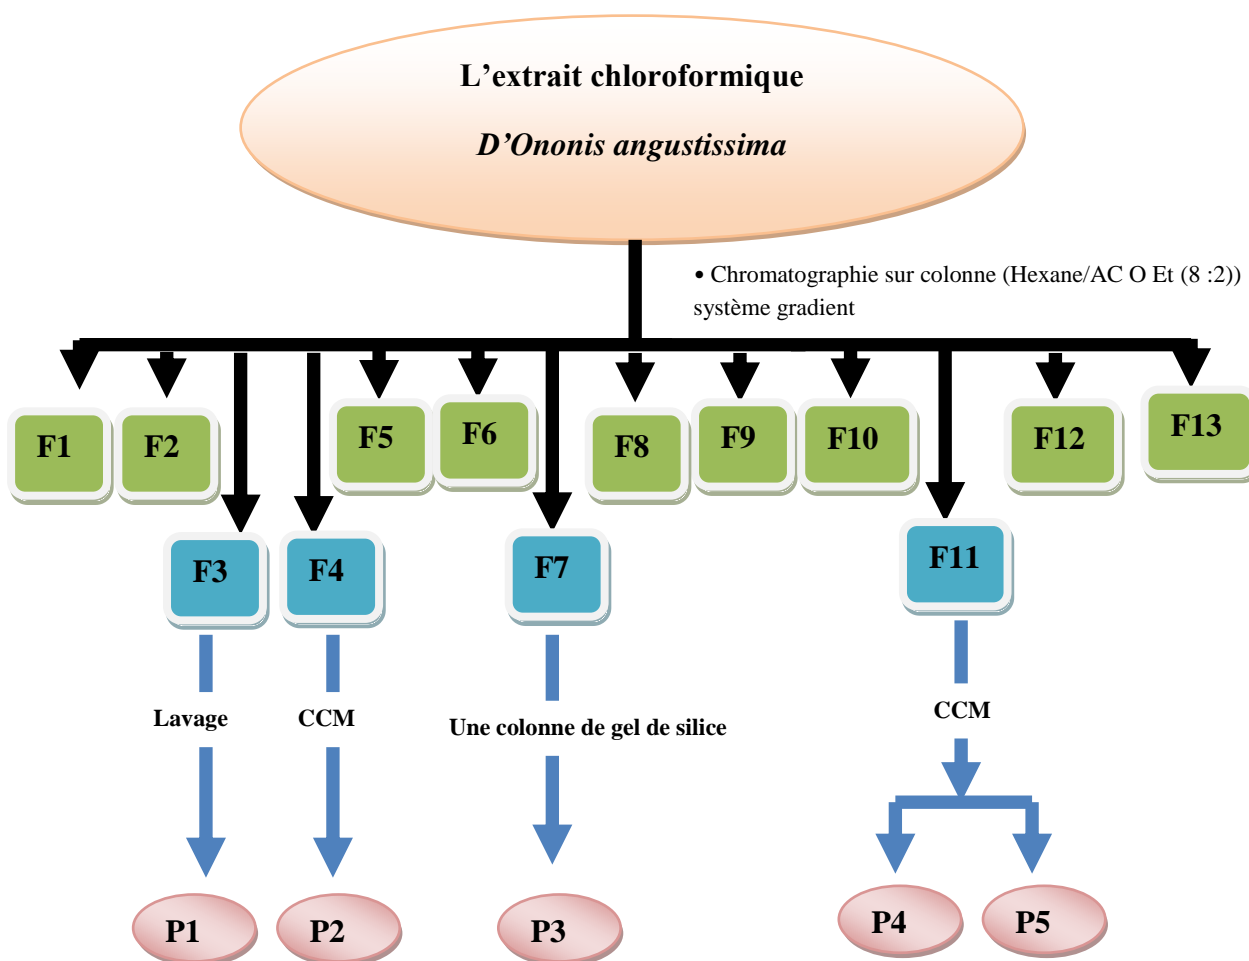 L’extrait chloroformique
D’Ononis angustissima
• Chromatographie sur colonne (Hexane/AC O Et (8 :2))
système gradient
F1
F2
F5
F6
F8
F9
F10
F12
F13
F3
F4
F7
F11
Lavage
CCM
Une colonne de gel de silice
CCM
P1
P2
P3
P4
P5